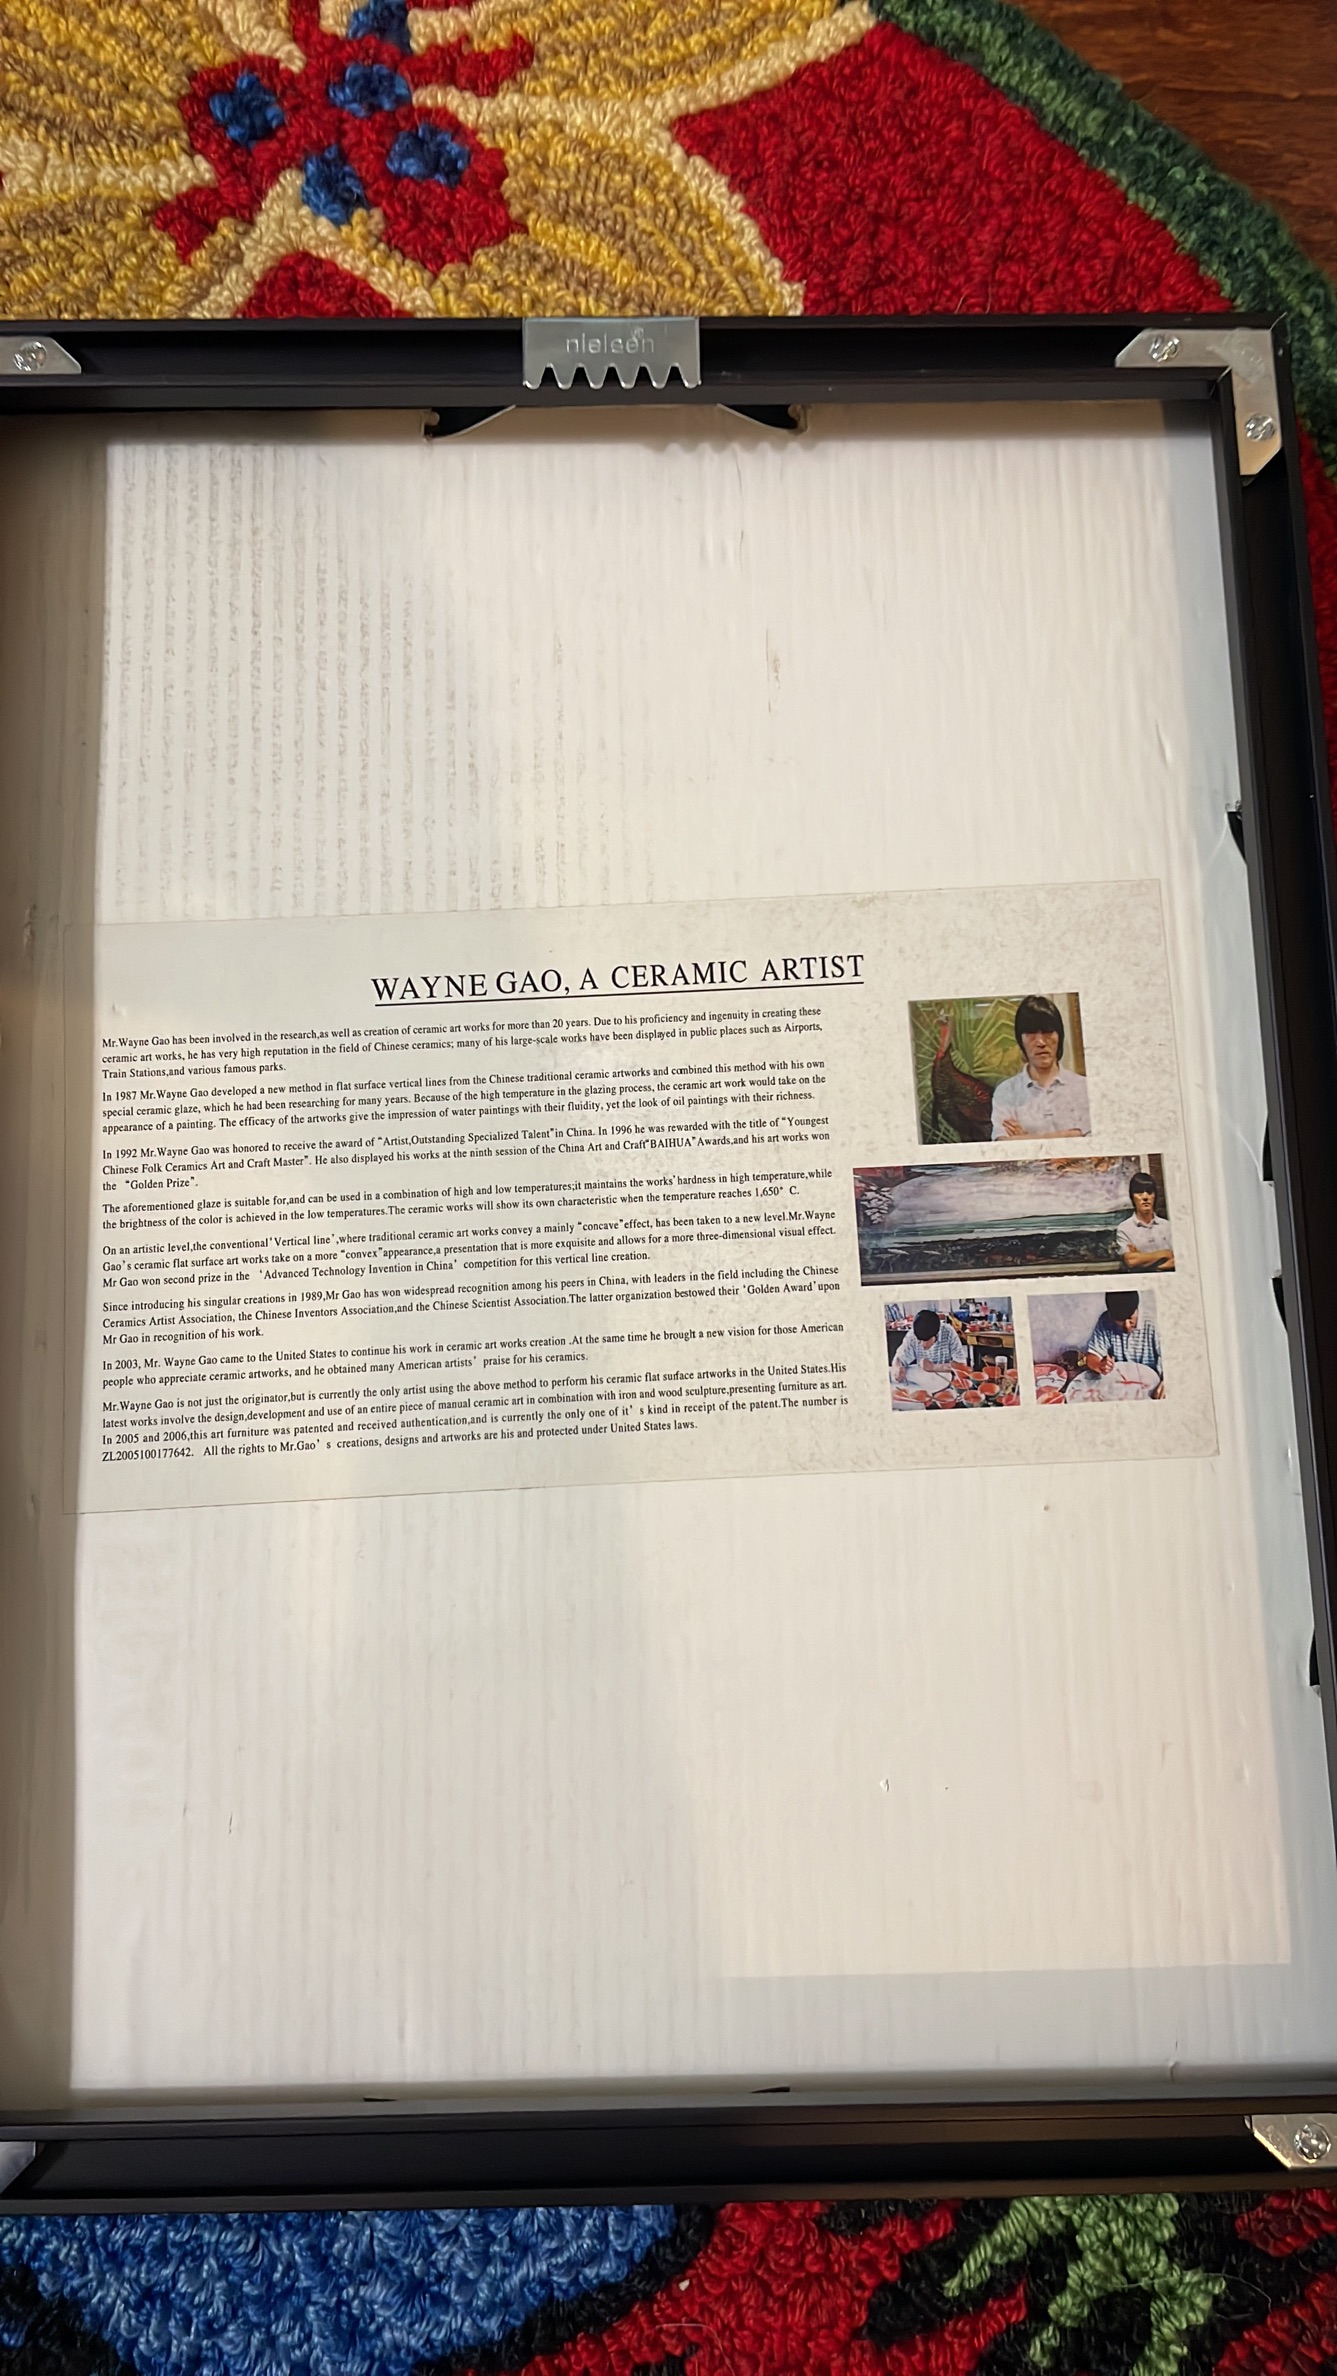 nielsen
WAYNE GAO, A CERAMIC ARTIST
Mr.Wayne Gao has been involved in the research,as well as creation of ceramic art works for more than 20 years. Due to his proficiency and ingenuity in creating these
ceramic art works, he has very high reputation in the field of Chinese ceramics; many of his large-scale works have been displayed in public places such as Airports,
Train Stations,and various famous parks.
In 1987 Mr.Wayne Gao developed a new method in flat surface vertical lines from the Chinese traditional ceramic artworks and combined this method with his own
special ceramic glaze, which he had been researching for many years. Because of the high temperature in the glazing process, the ceramic art work would take on the
appearance of a painting. The efficacy of the artworks give the impression of water paintings with their fluidity, yet the look of oil paintings with their richness.
In 1992 Mr.Wayne Gao was honored to receive the award of “Artist,Outstanding Specialized Talent”in China. In 1996 he was rewarded with the title of “Youngest
Chinese Folk Ceramics Art and Craft Master”. He also displayed his works at the ninth session of the China Art and Craft“BAIHUA”Awards,and his art works won
the “Golden Prize”.
The aforementioned glaze is suitable for,and can be used in a combination of high and low temperatures;it maintains the works’hardness in high temperature,while
the brightness of the color is achieved in the low temperatures.The ceramic works will show its own characteristic when the temperature reaches 1,650° C.
On an artistic level,the conventional‘Vertical line’,where traditional ceramic art works convey a mainly “concave”effect, has been taken to a new level.Mr.Wayne
Gao’s ceramic flat surface art works take on a more “convex”appearance,a presentation that is more exquisite and allows for a more three-dimensional visual effect.
Mr Gao won second prize in the ‘Advanced Technology Invention in China’ competition for this vertical line creation.
Since introducing his singular creations in 1989,Mr Gao has won widespread recognition among his peers in China, with leaders in the field including the Chinese
Ceramics Artist Association, the Chinese Inventors Association,and the Chinese Scientist Association.The latter organization bestowed their ‘Golden Award’upon
Mr Gao in recognition of his work.
In 2003, Mr. Wayne Gao came to the United States to continue his work in ceramic art works creation .At the same time he brought a new vision for those American
people who appreciate ceramic artworks, and he obtained many American artists’ praise for his ceramics.
Mr.Wayne Gao is not just the originator,but is currently the only artist using the above method to perform his ceramic flat suface artworks in the United States.His
latest works involve the design,development and use of an entire piece of manual ceramic art in combination with iron and wood sculpture,presenting furniture as art.
In 2005 and 2006,this art furniture was patented and received authentication,and is currently the only one of it’ s kind in receipt of the patent.The number is
ZL2005100177642. All the rights to Mr.Gao’ s creations, designs and artworks are his and protected under United States laws.